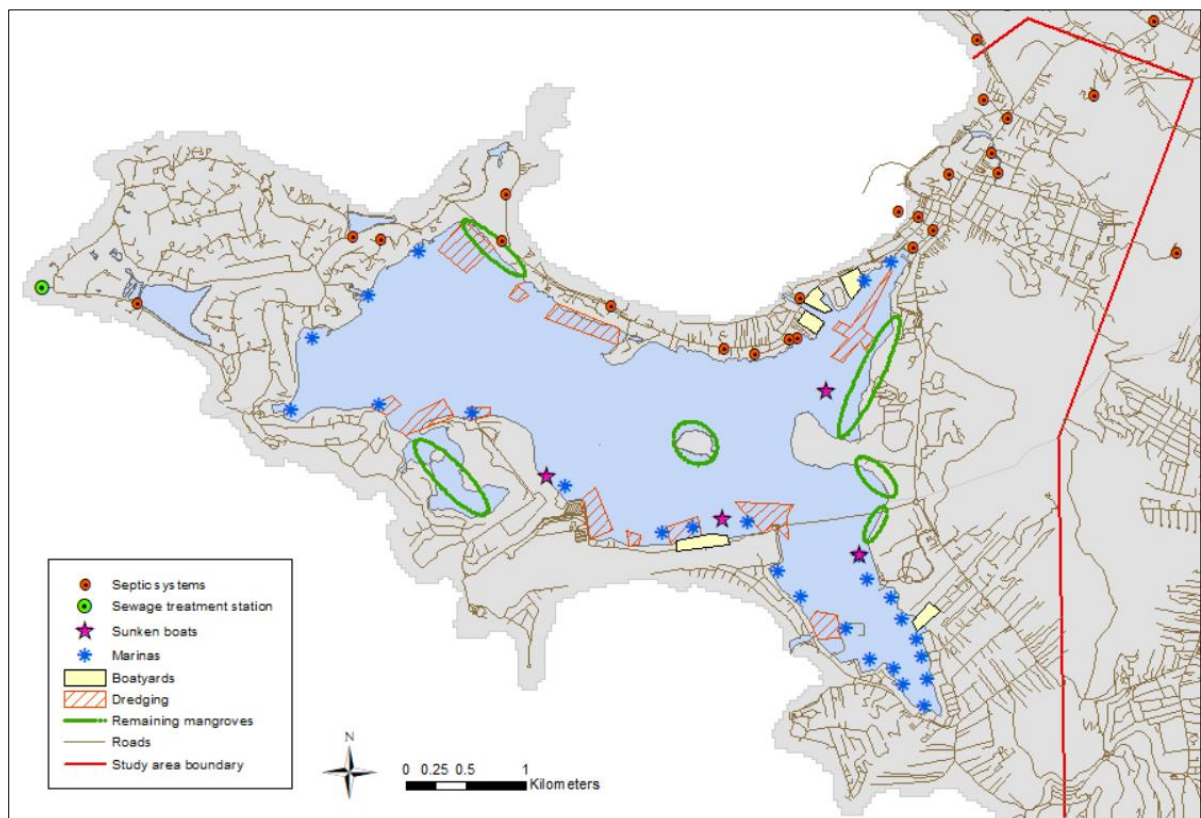 Septic systems
Sewage treatment station
Sunken boats
Marinas
Boatyards
Dredging
Remaining mangroves
Roads
Study area boundary
N
0 0.25 0.5 1
Kilometers